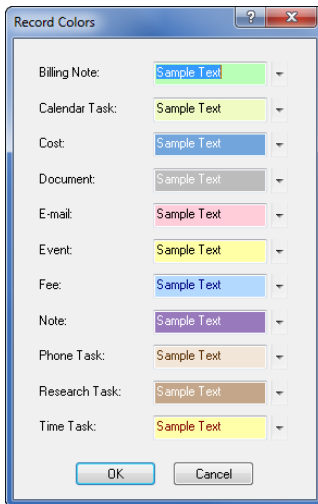 Record Colors
Billing Note: Sample Text
Calendar Task: Sample Text
Cost: Sample Text
Document: Sample Text
E-mail: Sample Text
Event: Sample Text
Fee: Sample Text
Note: Sample Text
Phone Task: Sample Text
Research Task: Sample Text
Time Task: Sample Text
OK Cancel